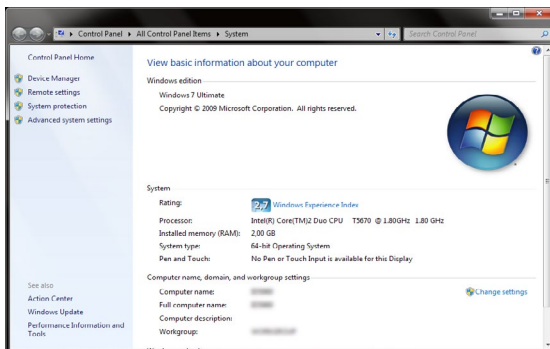 Control Panel ▸ All Control Panel Items ▸ System
Search Control Panel
Control Panel Home
Device Manager
Remote settings
System protection
Advanced system settings
See also
Action Center
Windows Update
Performance Information and
Tools
View basic information about your computer
Windows edition
Windows 7 Ultimate
Copyright © 2009 Microsoft Corporation. All rights reserved.
System
Rating:
2,7 Windows Experience Index
Processor: Intel(R) Core(TM)2 Duo CPU T5670 @ 1.80GHz 1.80 GHz
Installed memory (RAM): 2,00 GB
System type: 64-bit Operating System
Pen and Touch: No Pen or Touch Input is available for this Display
Computer name, domain, and workgroup settings
Computer name:
Change settings
Full computer name:
Computer description:
Workgroup: